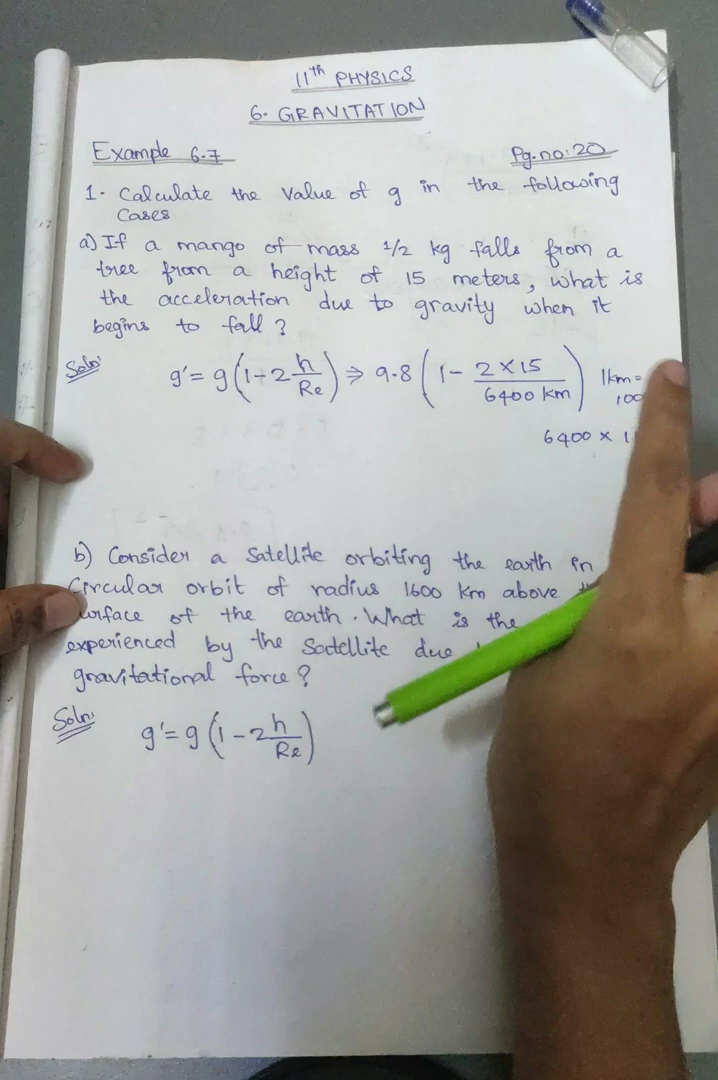 11th PHYSICS
6. GRAVITATION
Example 6.7 Pg.no: 20
1. Calculate the value of g in the following
cases
a) If a mango of mass 1/2 kg falls from a
tree from a height of 15 meters, what is
the acceleration due to gravity when it
begins to fall?
Soln: g' = g (1 - 2 h/Re) ⇒ 9.8 (1 - 2 × 15 / 6400 km) 1km =
100
6400 × 1
b) Consider a satellite orbiting the earth in
Circular orbit of radius 1600 km above
surface of the earth. What is the
experienced by the Satellite due
gravitational force?
Soln: g' = g (1 - 2 h/Re)